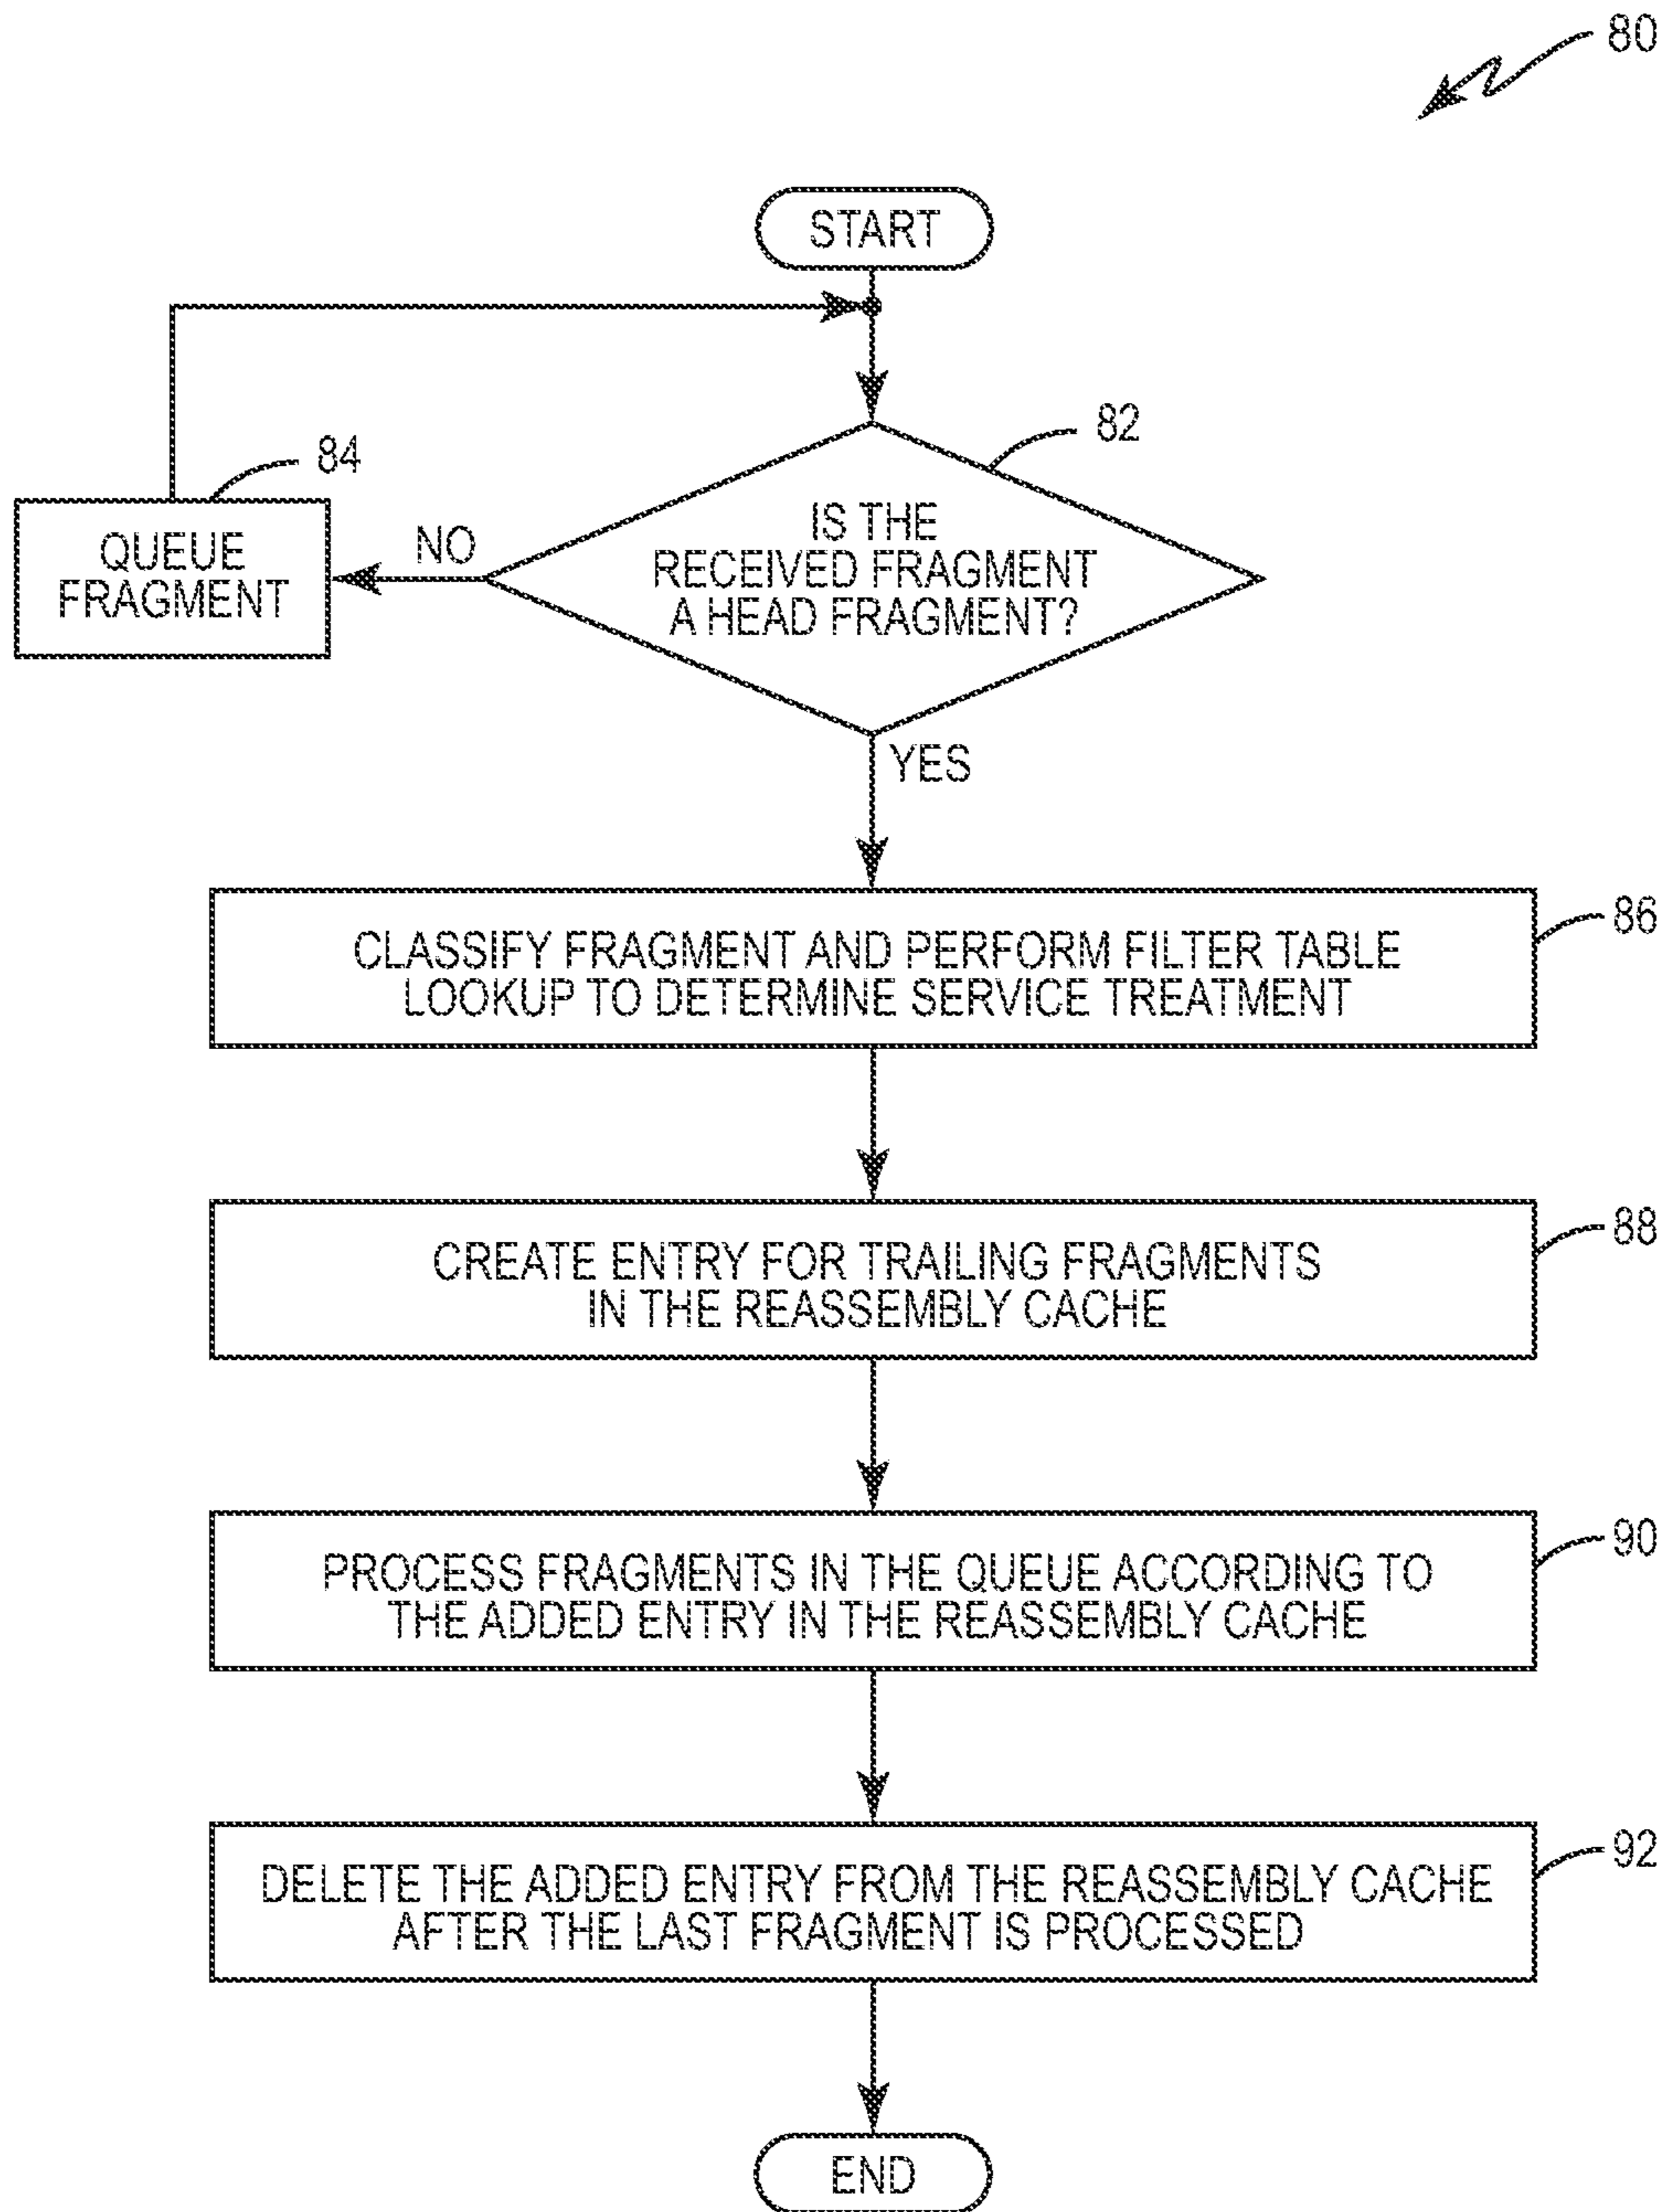 80
START
82
84
IS THE
RECEIVED FRAGMENT
A HEAD FRAGMENT?
NO
QUEUE
FRAGMENT
YES
86
CLASSIFY FRAGMENT AND PERFORM FILTER TABLE
LOOKUP TO DETERMINE SERVICE TREATMENT
88
CREATE ENTRY FOR TRAILING FRAGMENTS
IN THE REASSEMBLY CACHE
90
PROCESS FRAGMENTS IN THE QUEUE ACCORDING TO
THE ADDED ENTRY IN THE REASSEMBLY CACHE
92
DELETE THE ADDED ENTRY FROM THE REASSEMBLY CACHE
AFTER THE LAST FRAGMENT IS PROCESSED
END